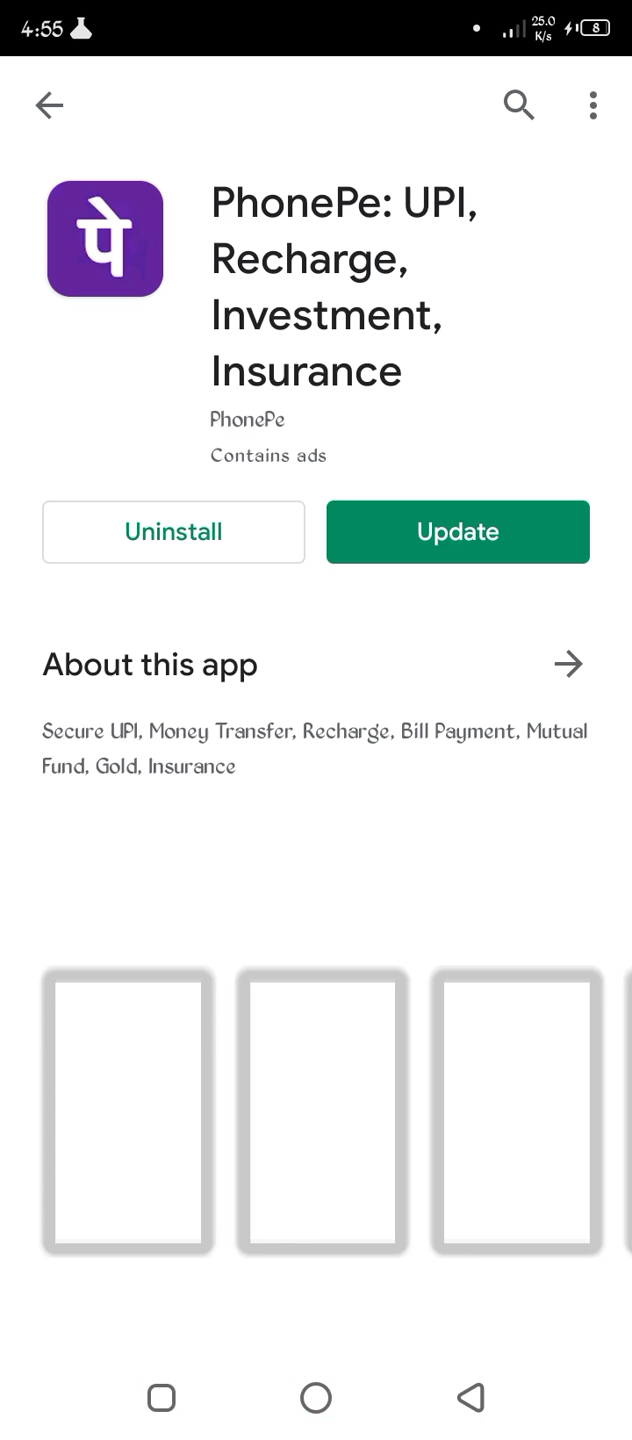 4:55
25.0
K/s
8
पे
PhonePe: UPI,
Recharge,
Investment,
Insurance
PhonePe
Contains ads
Uninstall
Update
About this app
Secure UPI, Money Transfer, Recharge, Bill Payment, Mutual
Fund, Gold, Insurance